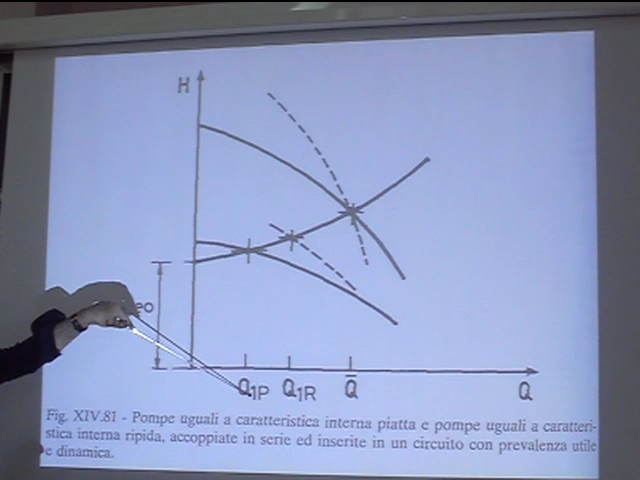 H
eo
Q1P Q1R Q̅ Q
Fig. XIV.81 - Pompe uguali a caratteristica interna piatta e pompe uguali a caratteri-
stica interna ripida, accoppiate in serie ed inserite in un circuito con prevalenza utile
e dinamica.